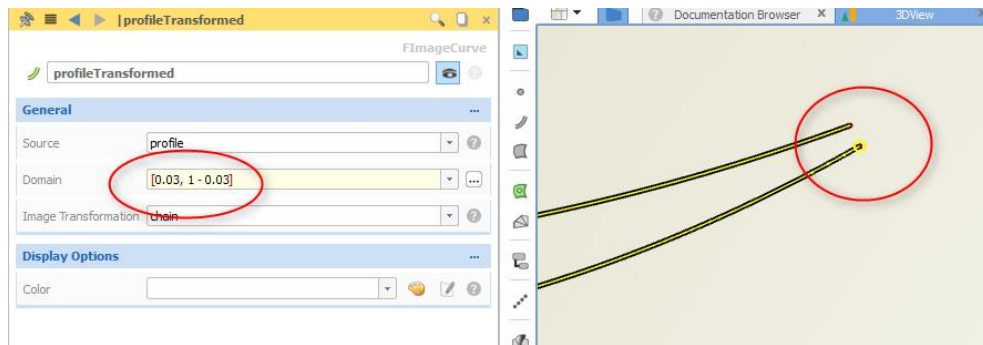 |profileTransformed
FImageCurve
profileTransformed
General
Source profile
Domain [0.03, 1 - 0.03]
Image Transformation chain
Display Options
Color
Documentation Browser
3DView